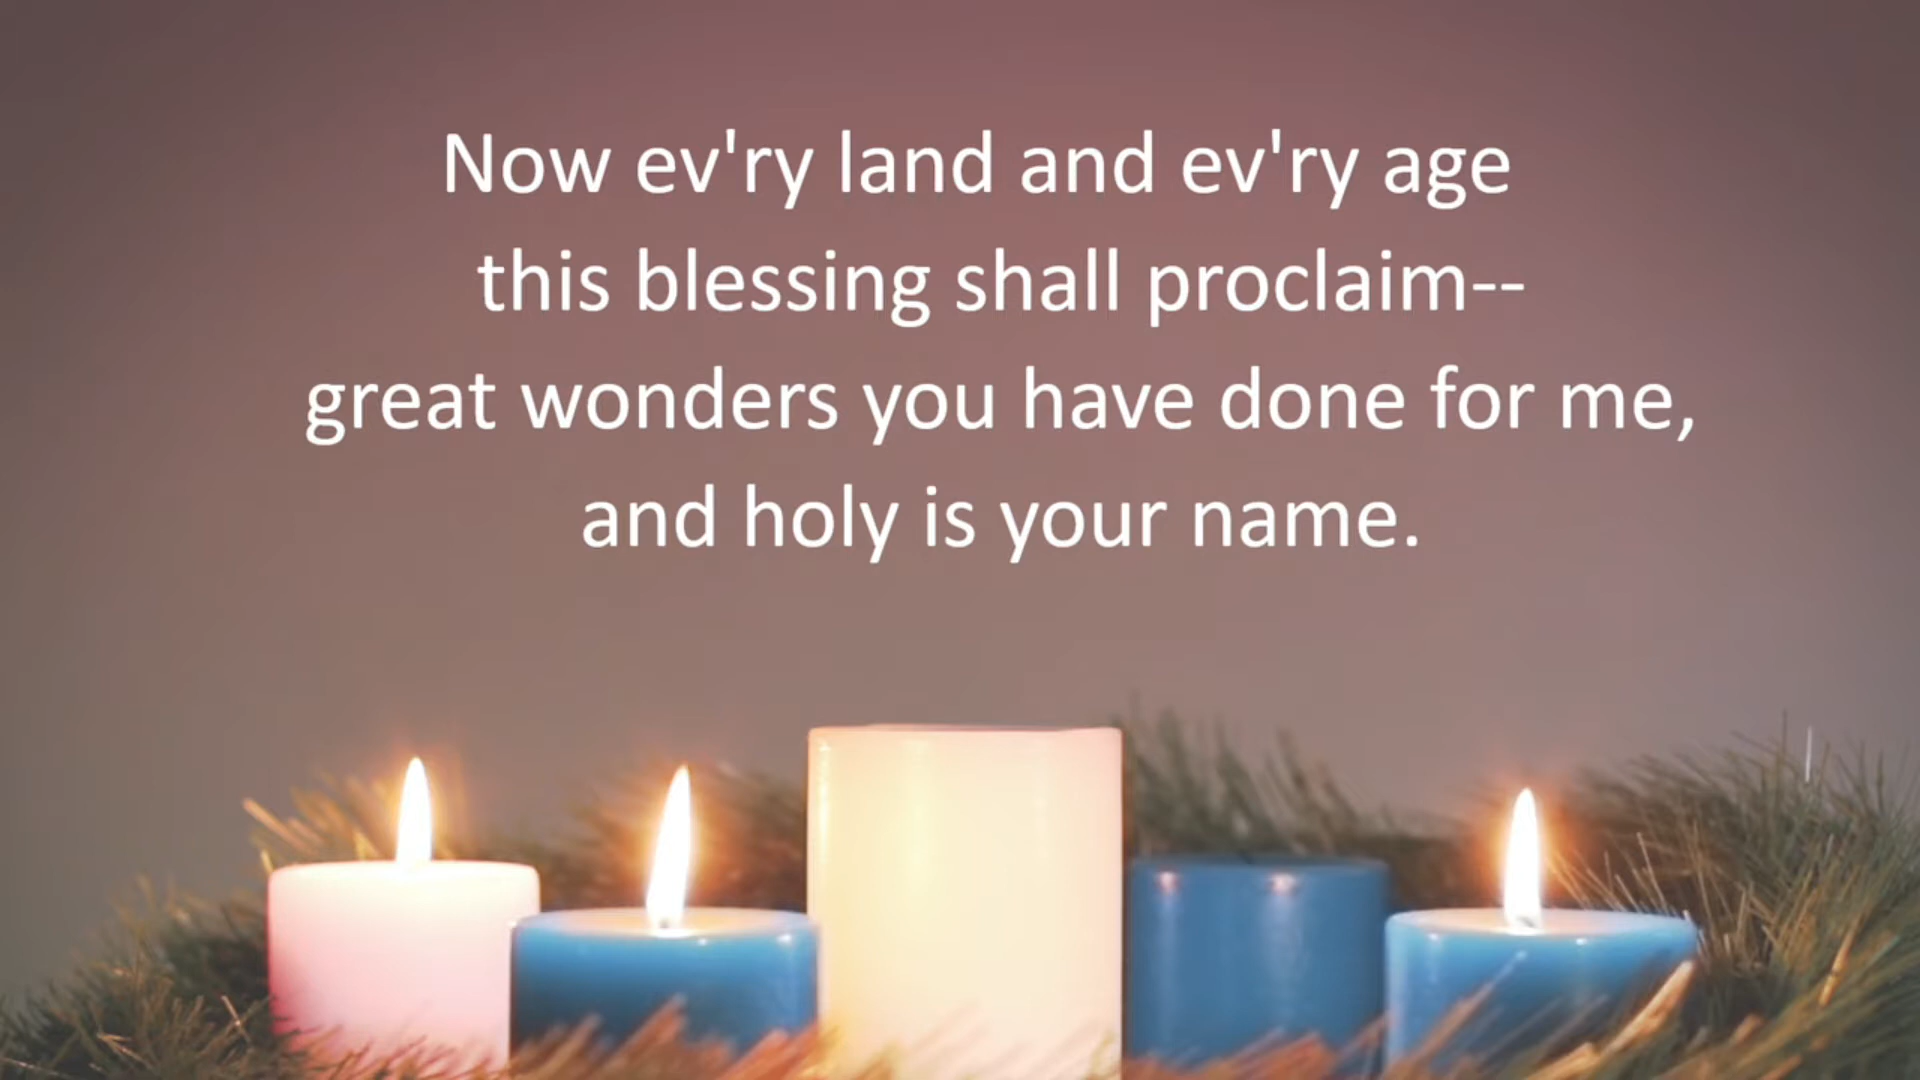 Now ev'ry land and ev'ry age
this blessing shall proclaim--
great wonders you have done for me,
and holy is your name.